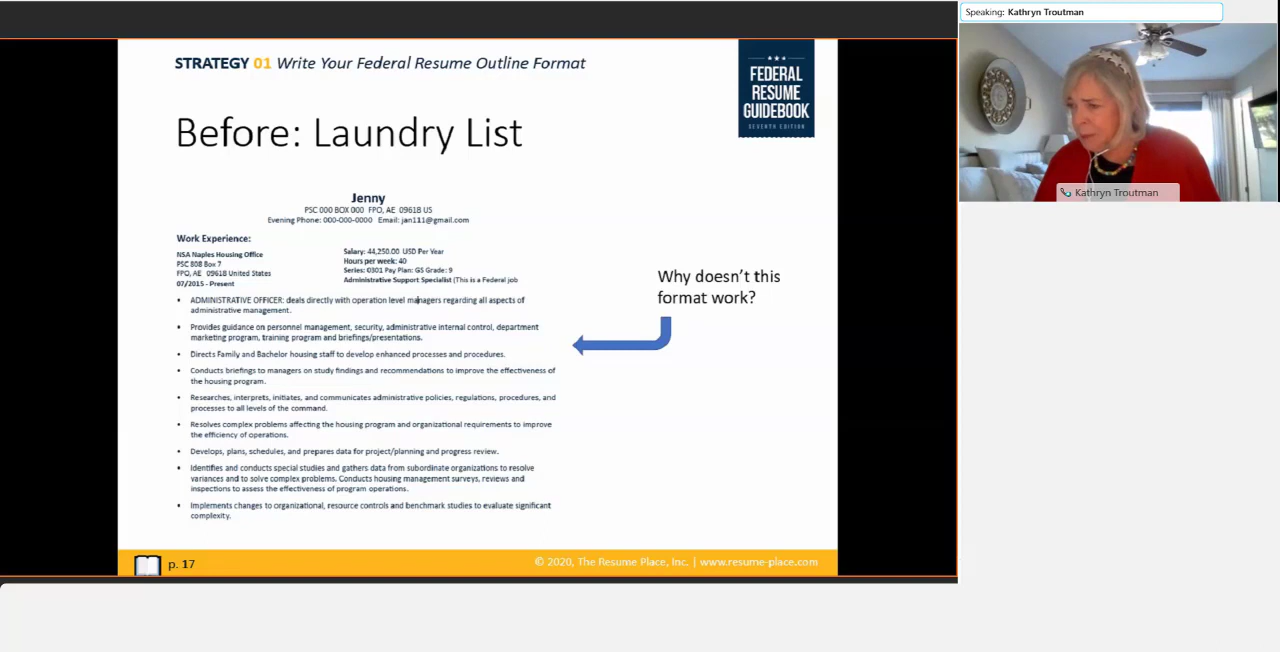 Speaking: Kathryn Troutman
STRATEGY 01 Write Your Federal Resume Outline Format
FEDERAL
RESUME
GUIDEBOOK
SEVENTH EDITION
Before: Laundry List
Kathryn Troutman
Jenny
PSC 000 BOX 000 FPO, AE 09618 US
Evening Phone: 000-000-0000 Email: jan111@gmail.com
Work Experience:
NSA Naples Housing Office
PSC 808 Box 7
FPO, AE 09618 United States
07/2015 - Present
Salary: 44,250.00 USD Per Year
Hours per week: 40
Series: 0301 Pay Plan: GS Grade: 9
Administrative Support Specialist (This is a Federal job
• ADMINISTRATIVE OFFICER: deals directly with operation level managers regarding all aspects of
administrative management.
• Provides guidance on personnel management, security, administrative internal control, department
marketing program, training program and briefings/presentations.
• Directs Family and Bachelor housing staff to develop enhanced processes and procedures.
• Conducts briefings to managers on study findings and recommendations to improve the effectiveness of
the housing program.
• Researches, interprets, initiates, and communicates administrative policies, regulations, procedures, and
processes to all levels of the command.
• Resolves complex problems affecting the housing program and organizational requirements to improve
the efficiency of operations.
• Develops, plans, schedules, and prepares data for project/planning and progress review.
• Identifies and conducts special studies and gathers data from subordinate organizations to resolve
variances and to solve complex problems. Conducts housing management surveys, reviews and
inspections to assess the effectiveness of program operations.
• Implements changes to organizational, resource controls and benchmark studies to evaluate significant
complexity.
Why doesn't this
format work?
p. 17
© 2020, The Resume Place, Inc. | www.resume-place.com